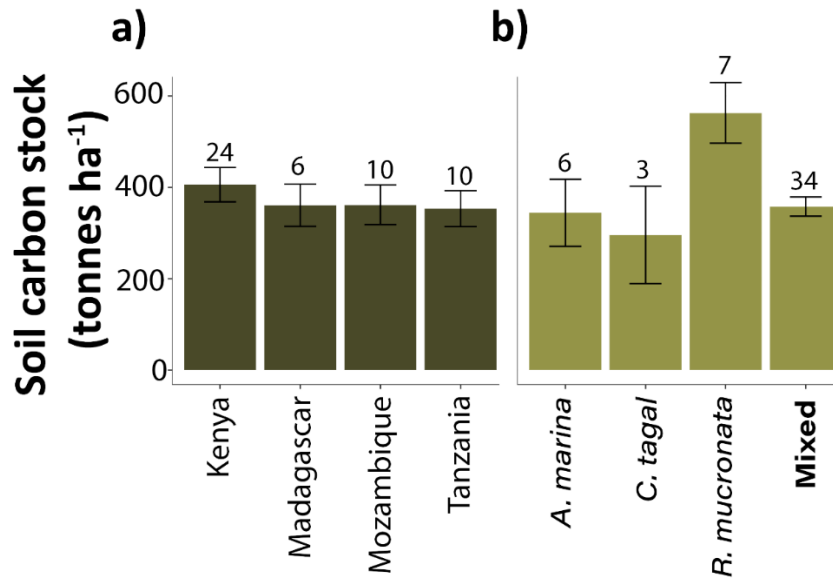 a)
b)
Soil carbon stock
(tonnes ha⁻¹)
600
400
200
0
24
6
10
10
6
3
7
34
Kenya
Madagascar
Mozambique
Tanzania
A. marina
C. tagal
R. mucronata
Mixed